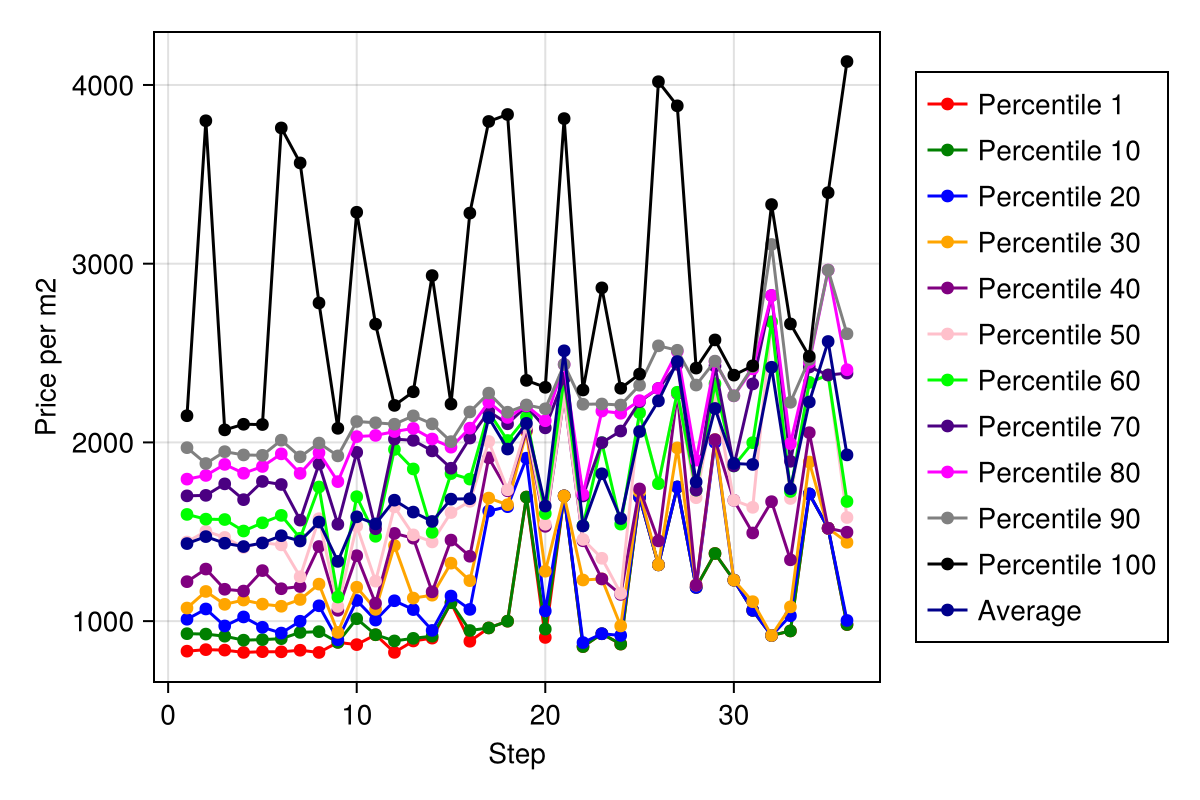 4000
3000
2000
1000
Price per m2
0 10 20 30
Step
Percentile 1
Percentile 10
Percentile 20
Percentile 30
Percentile 40
Percentile 50
Percentile 60
Percentile 70
Percentile 80
Percentile 90
Percentile 100
Average